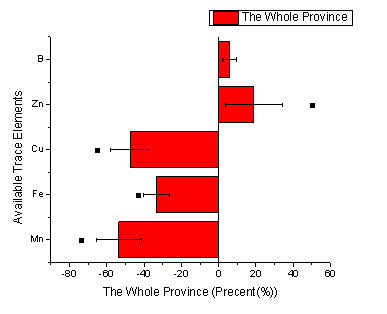 The Whole Province
B
Zn
Cu
Fe
Mn
Available Trace Elements
-80 -60 -40 -20 0 20 40 60
The Whole Province (Precent(%))